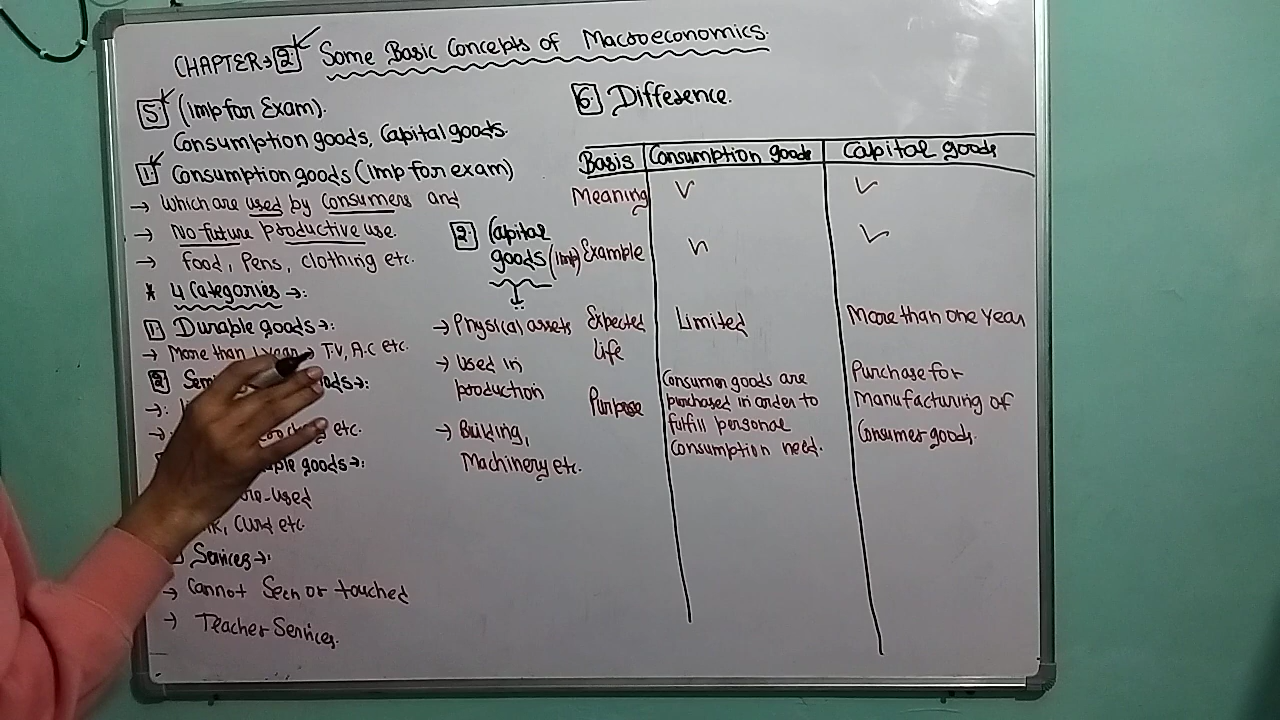 CHAPTER→ 2 Some Basic Concepts of Macroeconomics.
5 (Imp for Exam).
Consumption goods, Capital goods.
1 Consumption goods (Imp for exam)
→ Which are used by Consumers and
→ No future productive use.
→ Food, Pens, clothing etc.
* 4 Categories →:
1 Durable goods→:
→ More than 1 year → TV, A.C etc.
2 Sem ods→:
→:
→ etc.
ble goods→:
re-used
, Curd etc.
Services→:
→ Cannot Seen or touched
→ Teacher Services.
2 Capital
goods (Imp)
→ Physical assets
→ Used in
production
→ Building,
Machinery etc.
6 Difference.
Basis Consumption goods Capital goods
Meaning ✓ ✓
Example ✓ ✓
Expected Limited More than one year
life
Purpose Consumer goods are Purchase for
purchased in order to manufacturing of
fulfill personal Consumer goods.
Consumption need.